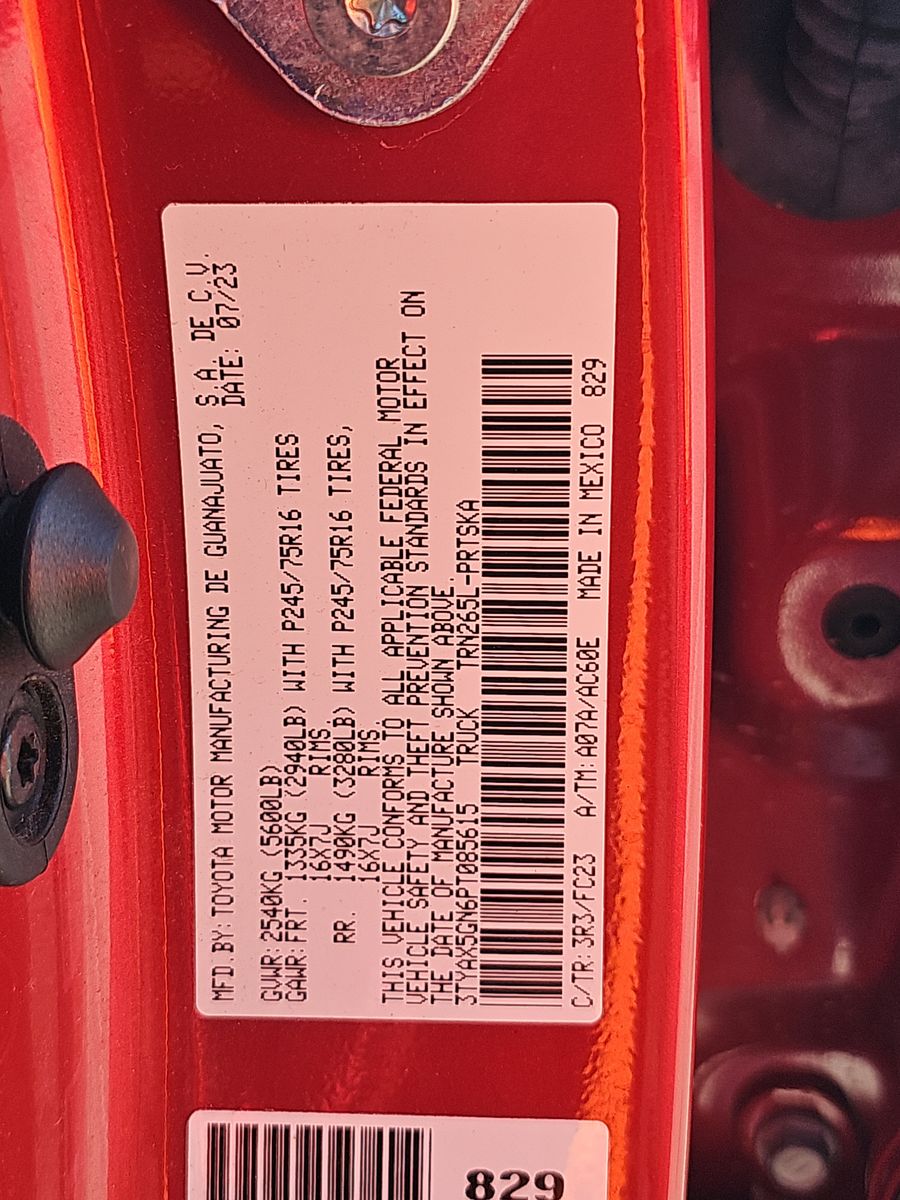 MFD.BY:TOYOTA MOTOR MANUFACTURING DE GUANAJUATO, S.A. DE C.V.
DATE: 07/23
GVWR:2540KG (5600LB)
GAWR:FRT. 1335KG (2940LB) WITH P245/75R16 TIRES
16X7J RIMS.
RR. 1490KG (3280LB) WITH P245/75R16 TIRES,
16X7J RIMS.
THIS VEHICLE CONFORMS TO ALL APPLICABLE FEDERAL MOTOR
VEHICLE SAFETY AND THEFT PREVENTION STANDARDS IN EFFECT ON
THE DATE OF MANUFACTURE SHOWN ABOVE.
3TYAX5GN6PT085615 TRUCK TRN265L-PRTSKA
C/TR:3R3/FC23 A/TM:A07A/AC60E MADE IN MEXICO 829
829